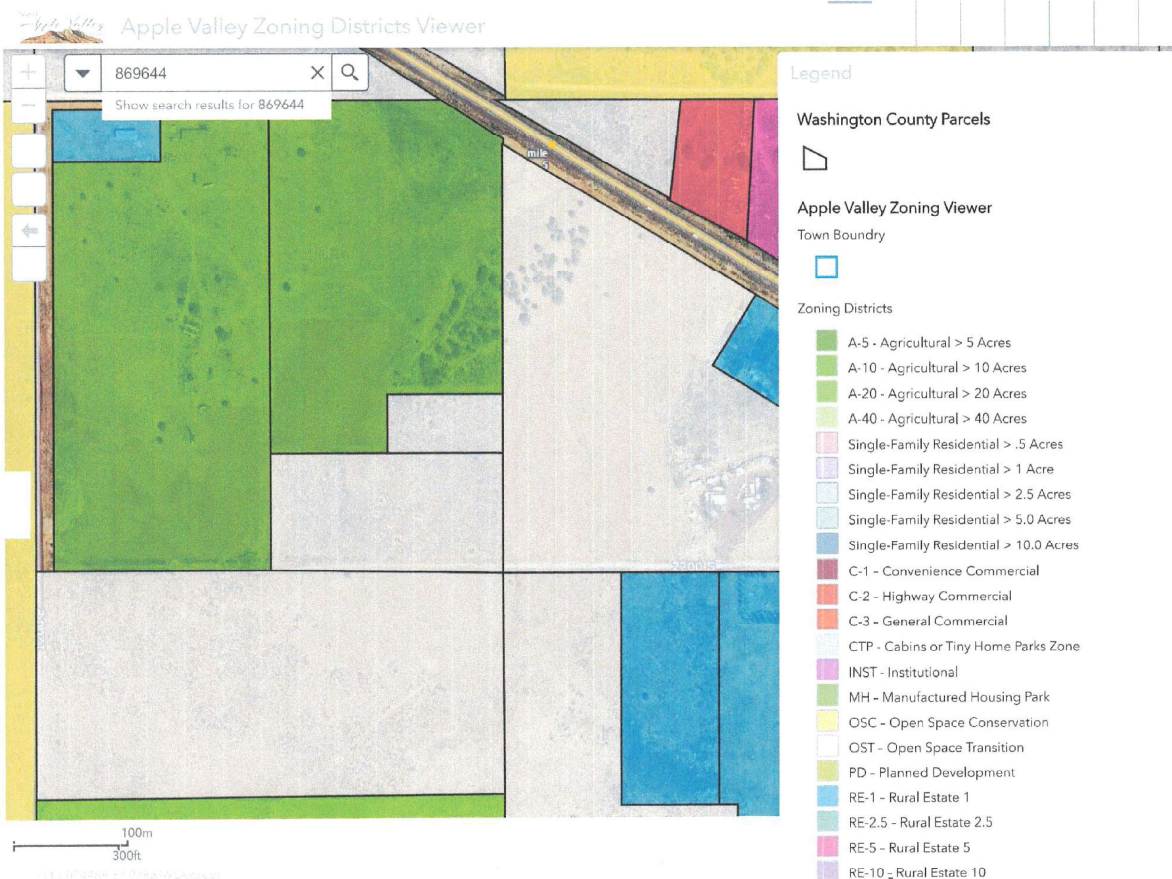 Apple Valley
Apple Valley Zoning Districts Viewer
+
869644
Show search results for 869644
−
mile
5
100m
300ft
Legend
Washington County Parcels
Apple Valley Zoning Viewer
Town Boundry
Zoning Districts
A-5 - Agricultural > 5 Acres
A-10 - Agricultural > 10 Acres
A-20 - Agricultural > 20 Acres
A-40 - Agricultural > 40 Acres
Single-Family Residential > .5 Acres
Single-Family Residential > 1 Acre
Single-Family Residential > 2.5 Acres
Single-Family Residential > 5.0 Acres
Single-Family Residential > 10.0 Acres
C-1 - Convenience Commercial
C-2 - Highway Commercial
C-3 - General Commercial
CTP - Cabins or Tiny Home Parks Zone
INST - Institutional
MH - Manufactured Housing Park
OSC - Open Space Conservation
OST - Open Space Transition
PD - Planned Development
RE-1 - Rural Estate 1
RE-2.5 - Rural Estate 2.5
RE-5 - Rural Estate 5
RE-10 - Rural Estate 10